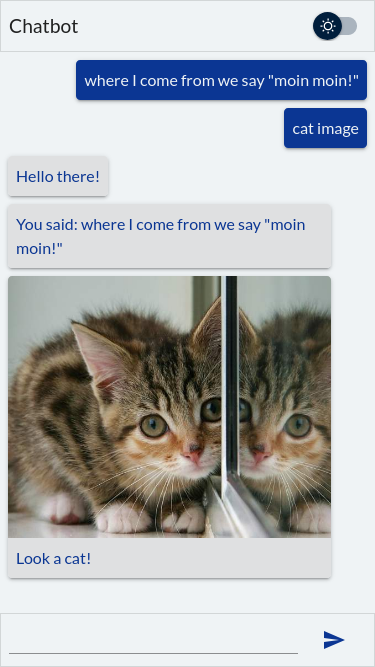 Chatbot
where I come from we say "moin moin!"
cat image
Hello there!
You said: where I come from we say "moin
moin!"
Look a cat!